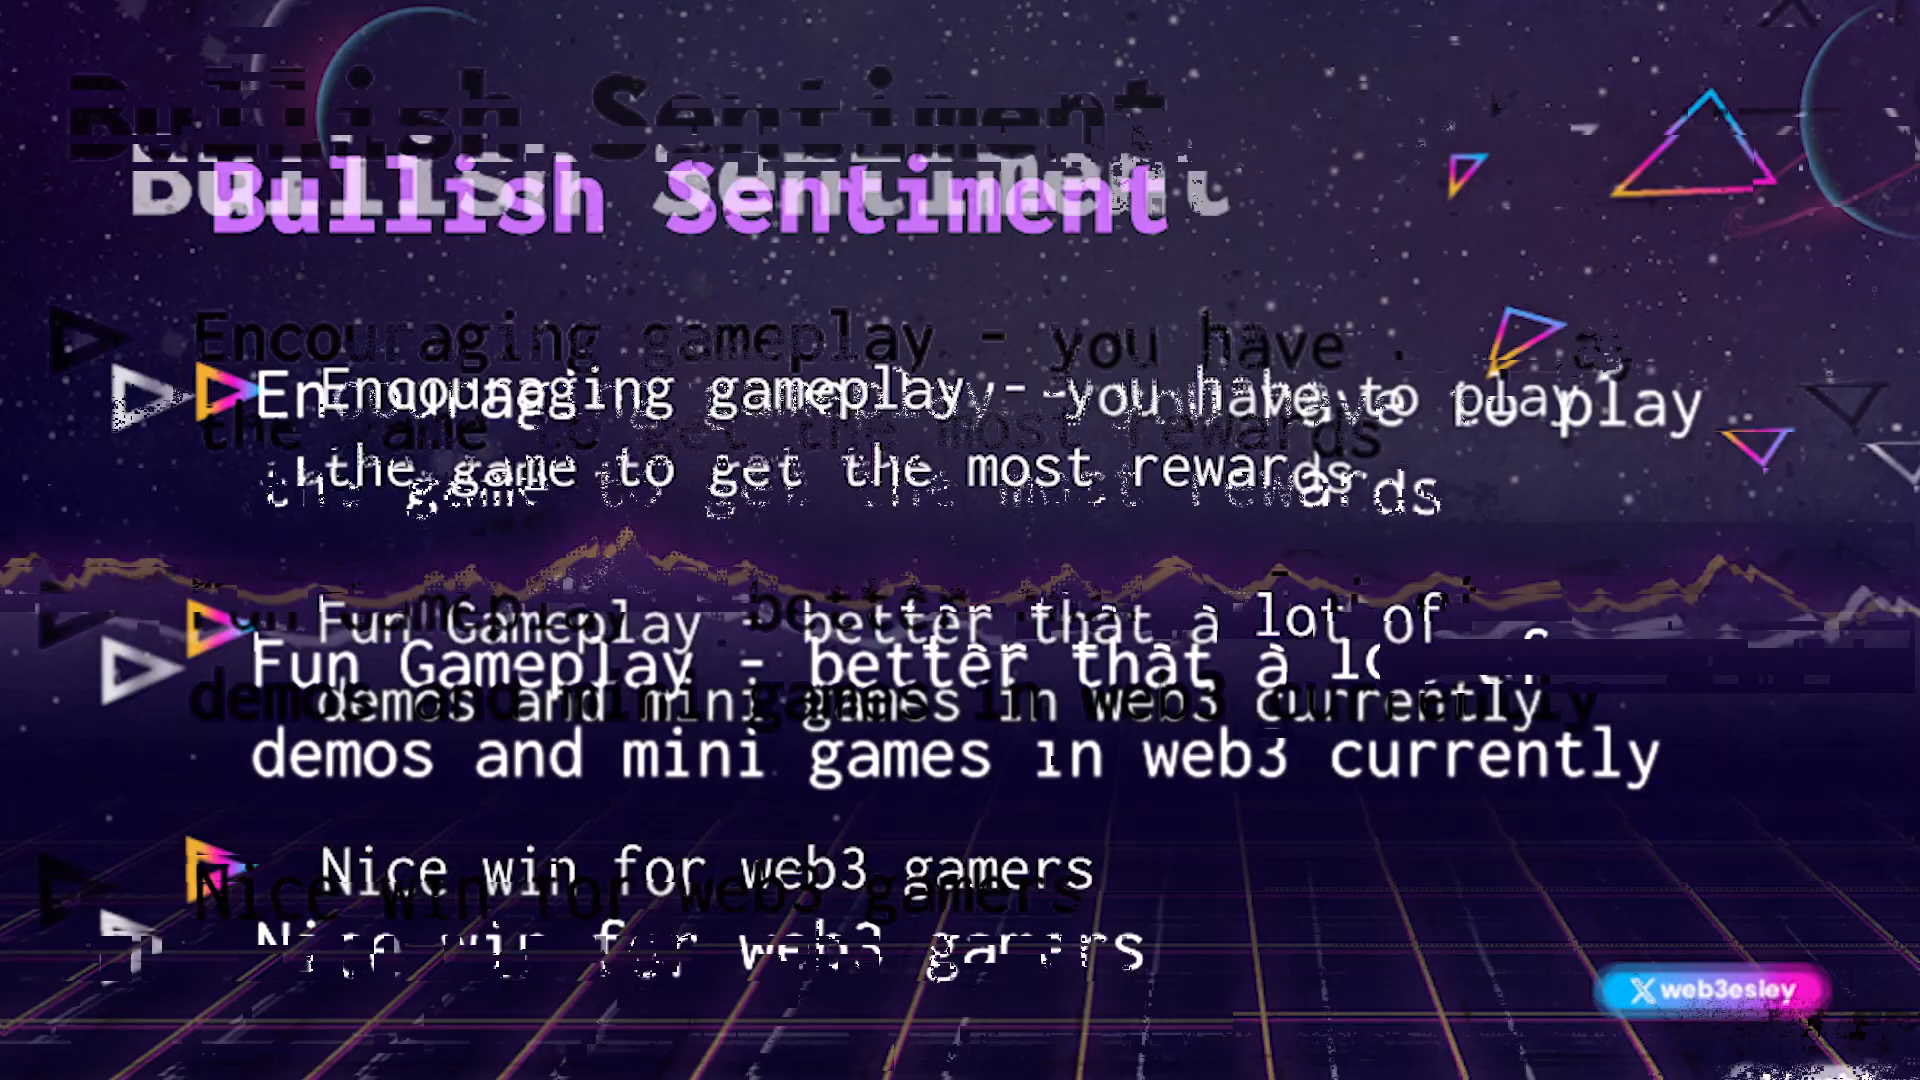 Bullish Sentiment
Encouraging gameplay - you have to play
the game to get the most rewards
Fun Gameplay - better that a lot of
demos and mini games in web3 currently
Nice win for web3 gamers
X web3esley